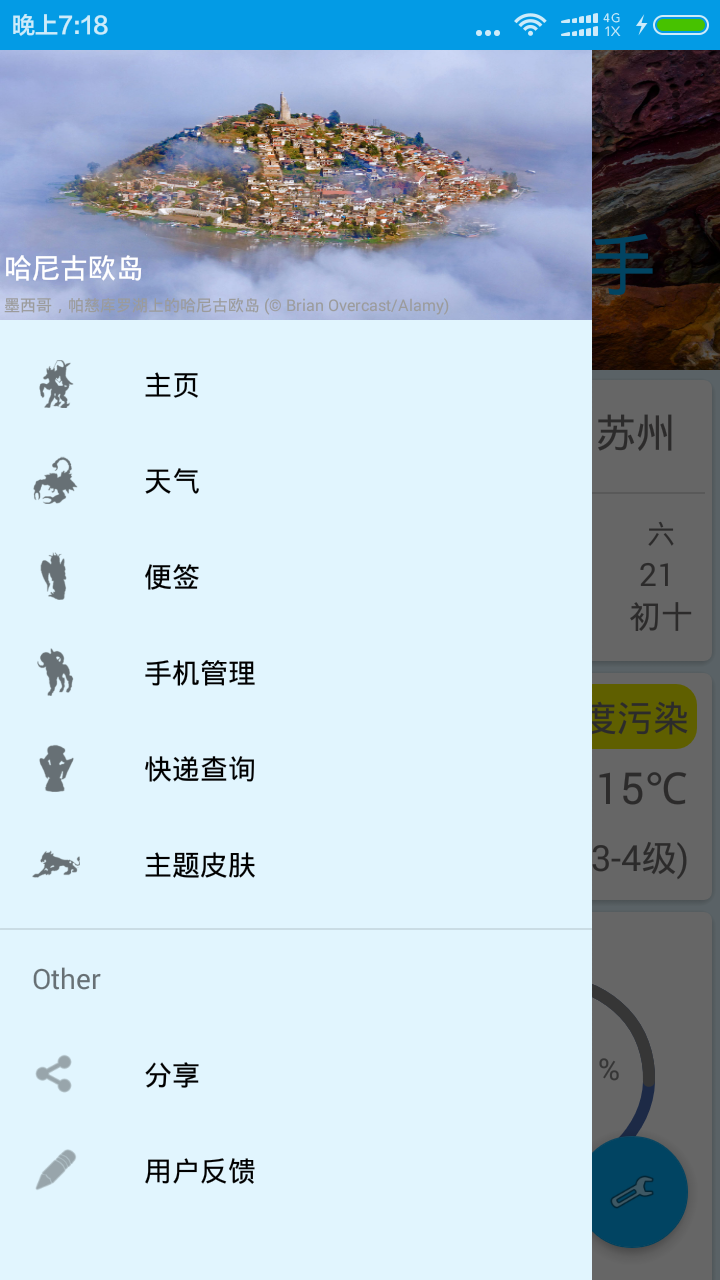 晚上7:18
4G
1X
手
哈尼古欧岛
墨西哥，帕 上的哈尼古欧岛 (© Brian Overcast/Alamy)
主页
苏州
天气
六
21
初十
便签
手机管理
度污染
快递查询
15℃
主题皮肤
3-4级)
Other
分享
%
用户反馈